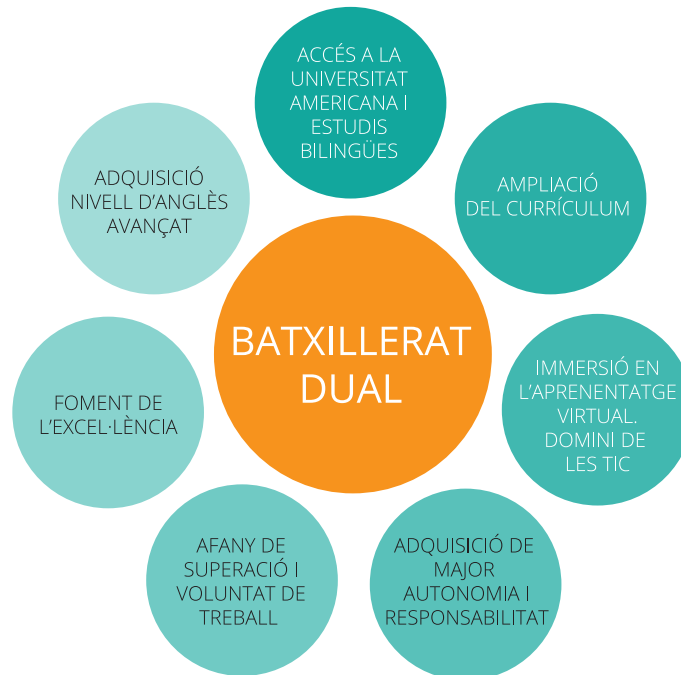 ACCÉS A LA
UNIVERSITAT
AMERICANA I
ESTUDIS
BILINGÜES
AMPLIACIÓ
DEL CURRÍCULUM
IMMERSIÓ EN
L'APRENENTATGE
VIRTUAL.
DOMINI DE
LES TIC
ADQUISICIÓ DE
MAJOR
AUTONOMIA I
RESPONSABILITAT
AFANY DE
SUPERACIÓ I
VOLUNTAT DE
TREBALL
FOMENT DE
L'EXCEL·LÈNCIA
ADQUISICIÓ
NIVELL D'ANGLÈS
AVANÇAT
BATXILLERAT
DUAL